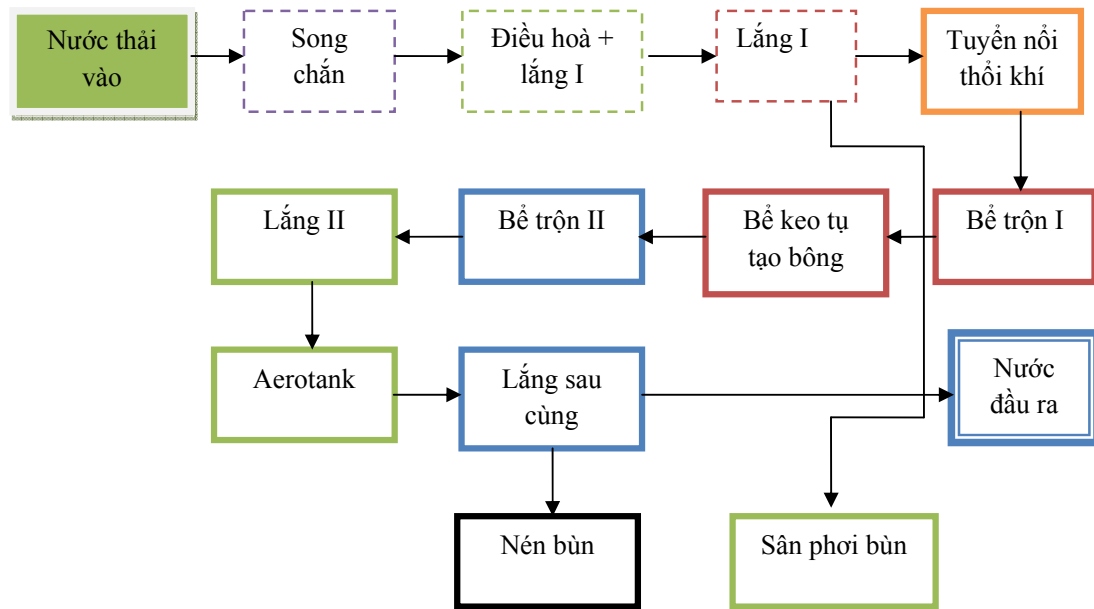 Nước thải
vào
Song
chắn
Điều hoà +
lắng I
Lắng I
Tuyển nổi
thổi khí
Lắng II
Bể trộn II
Bể keo tụ
tạo bông
Bể trộn I
Aerotank
Lắng sau
cùng
Nước
đầu ra
Nén bùn
Sân phơi bùn